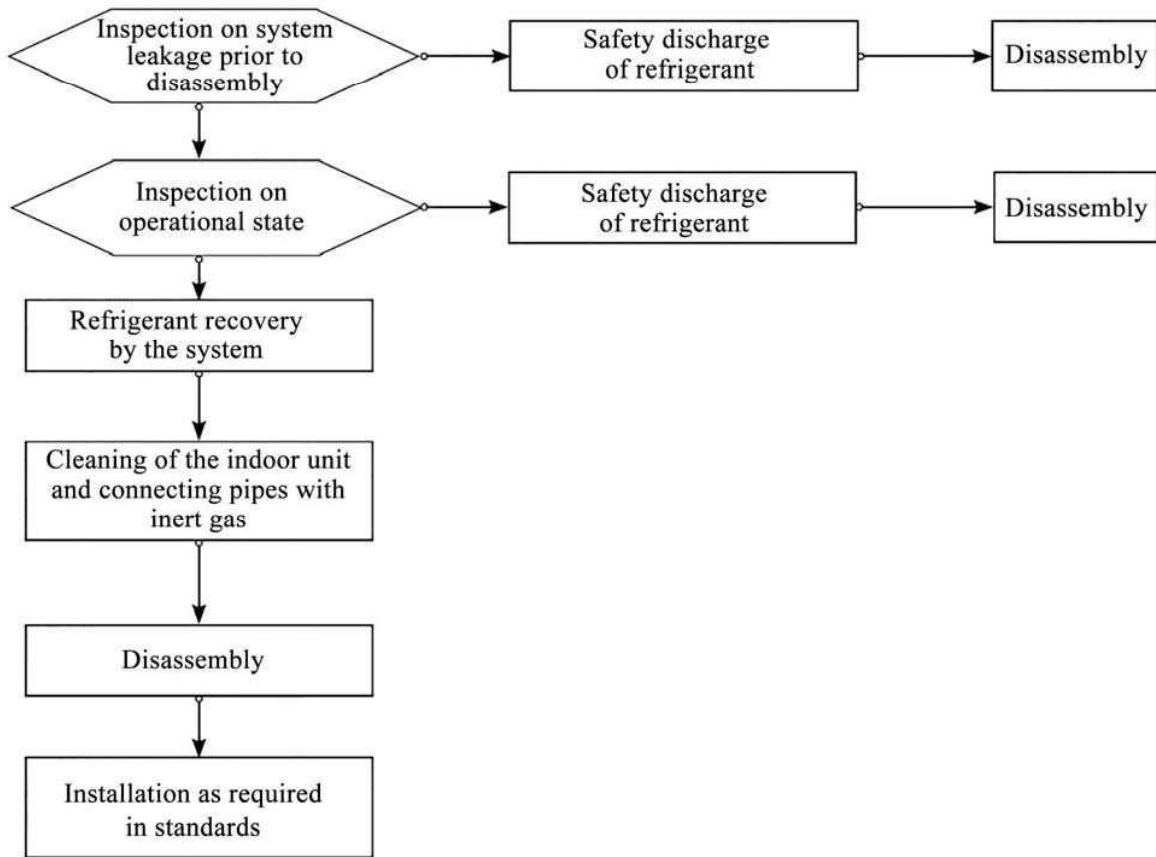 Inspection on system
leakage prior to
disassembly
Safety discharge
of refrigerant
Disassembly
Inspection on
operational state
Safety discharge
of refrigerant
Disassembly
Refrigerant recovery
by the system
Cleaning of the indoor unit
and connecting pipes with
inert gas
Disassembly
Installation as required
in standards